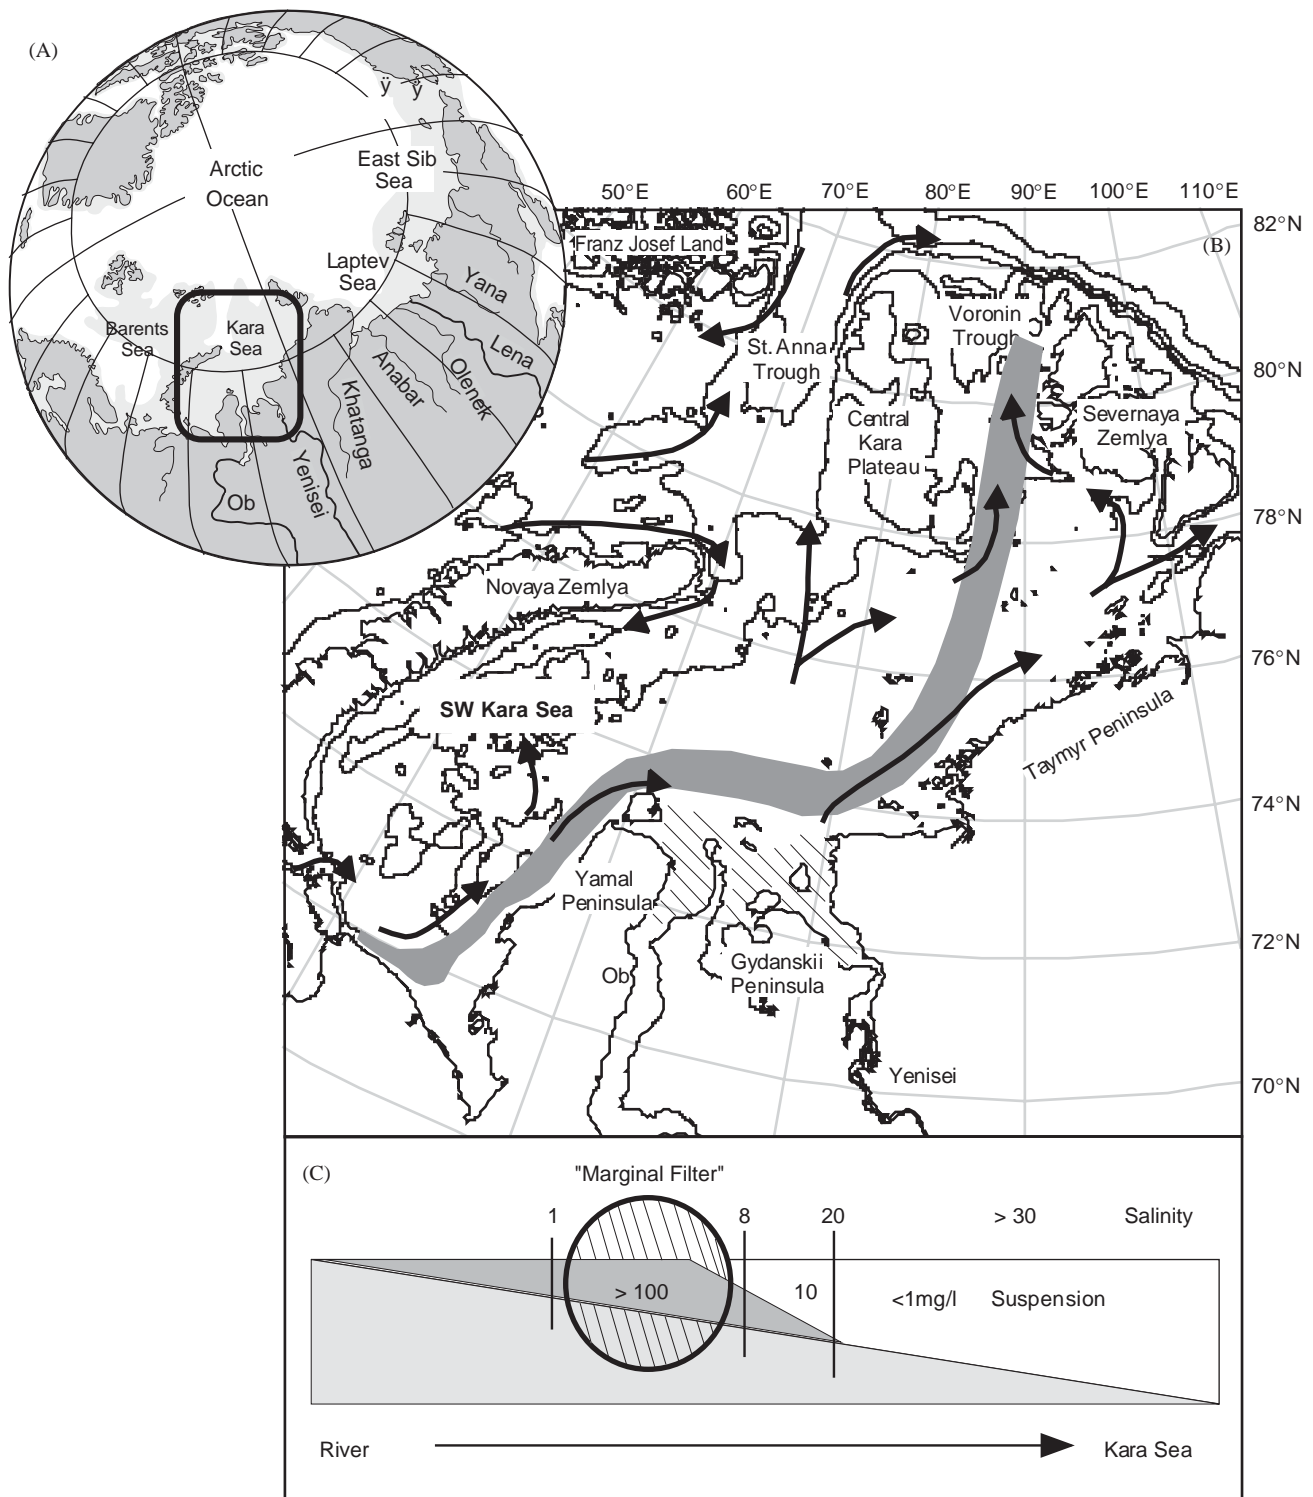 (A)
ÿ ÿ
Arctic
Ocean
East Sib
Sea
Laptev
Sea
Barents
Sea
Kara
Sea
Yana
Lena
Olenek
Anabar
Khatanga
Yenisei
Ob
50°E 60°E 70°E 80°E 90°E 100°E 110°E
82°N
80°N
78°N
76°N
74°N
72°N
70°N
(B)
Franz Josef Land
Voronin
Trough
St. Anna
Trough
Central
Kara
Plateau
Severnaya
Zemlya
Novaya Zemlya
SW Kara Sea
Taymyr Peninsula
Yamal
Peninsula
Ob
Gydanskii
Peninsula
Yenisei
(C)
"Marginal Filter"
1 8 20 > 30 Salinity
> 100 10 <1mg/l Suspension
River Kara Sea